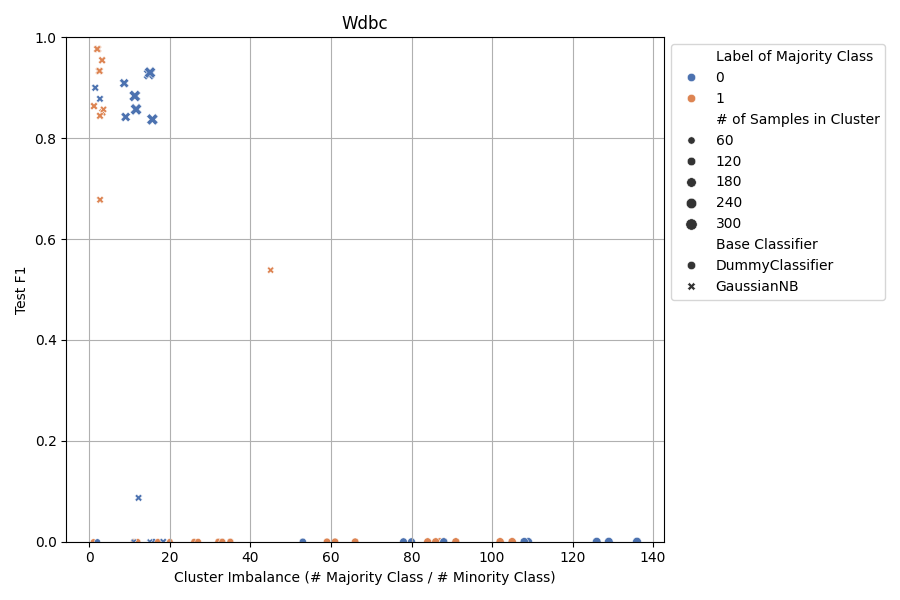 Wdbc
1.0
0.8
0.6
0.4
0.2
0.0
Test F1
0 20 40 60 80 100 120 140
Cluster Imbalance (# Majority Class / # Minority Class)
Label of Majority Class
0
1
# of Samples in Cluster
60
120
180
240
300
Base Classifier
DummyClassifier
GaussianNB